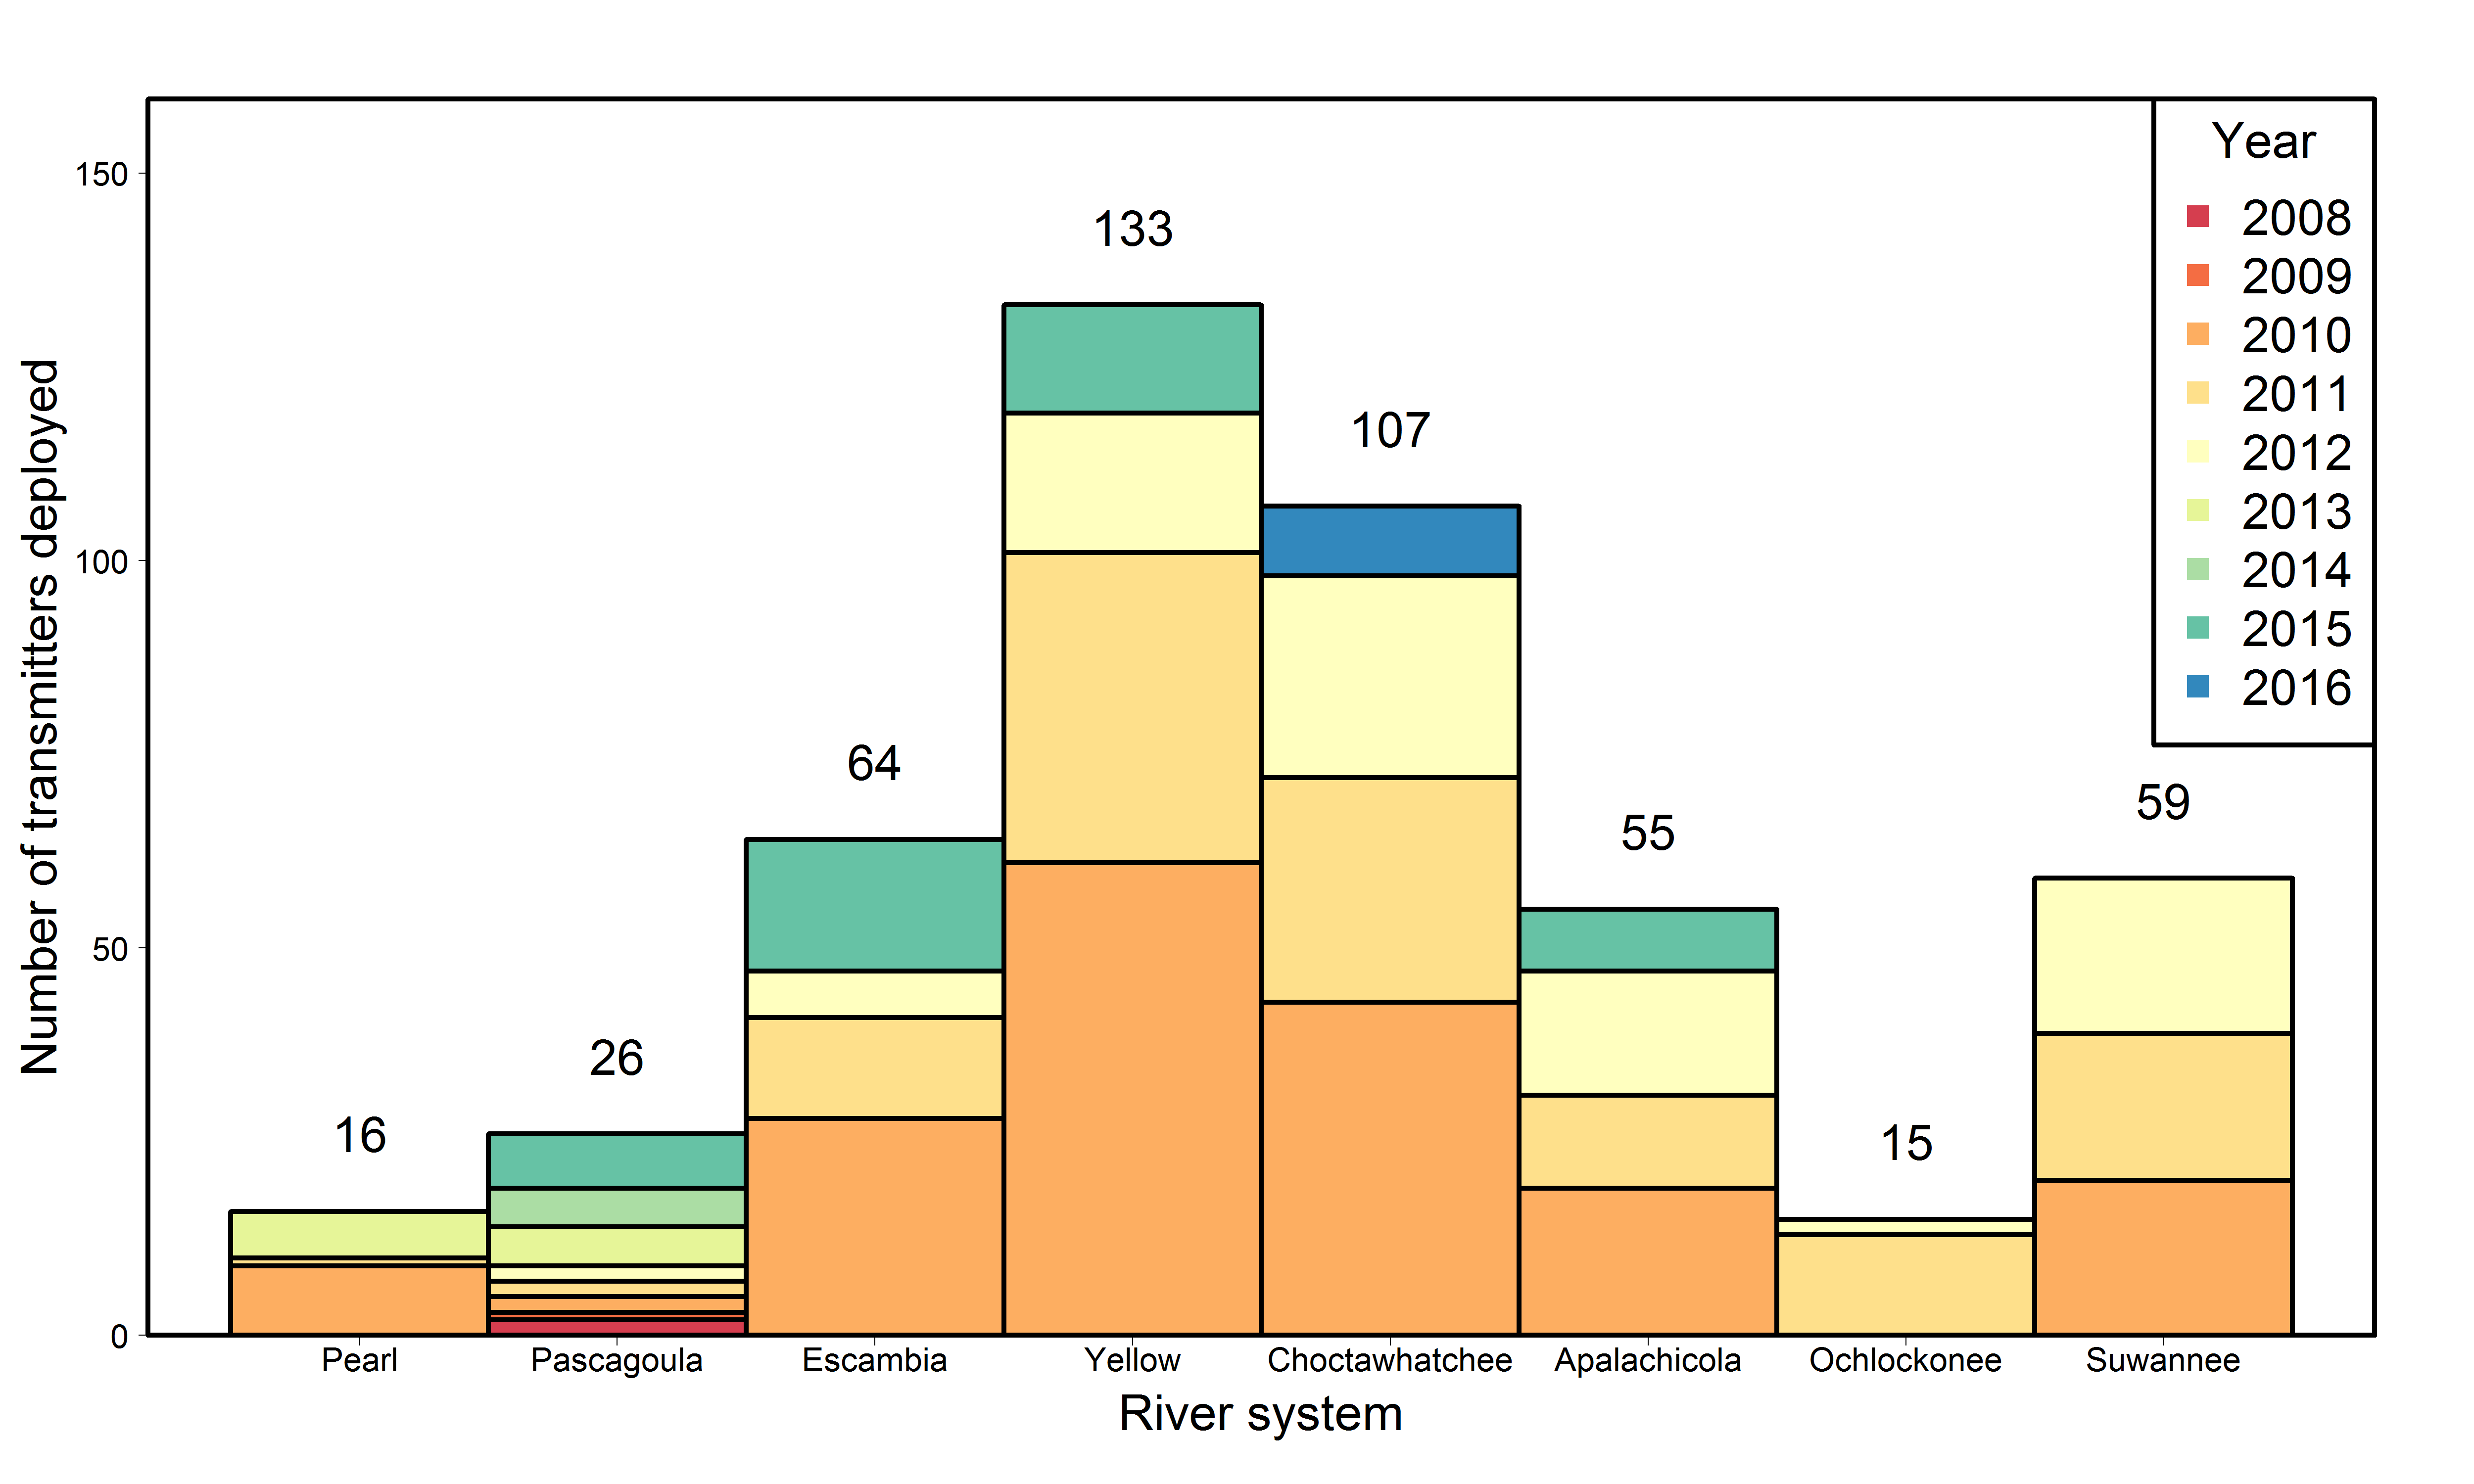 Number of transmitters deployed
150
100
50
0
16
26
64
133
107
55
15
59
Pearl
Pascagoula
Escambia
Yellow
Choctawhatchee
Apalachicola
Ochlockonee
Suwannee
River system
Year
2008
2009
2010
2011
2012
2013
2014
2015
2016